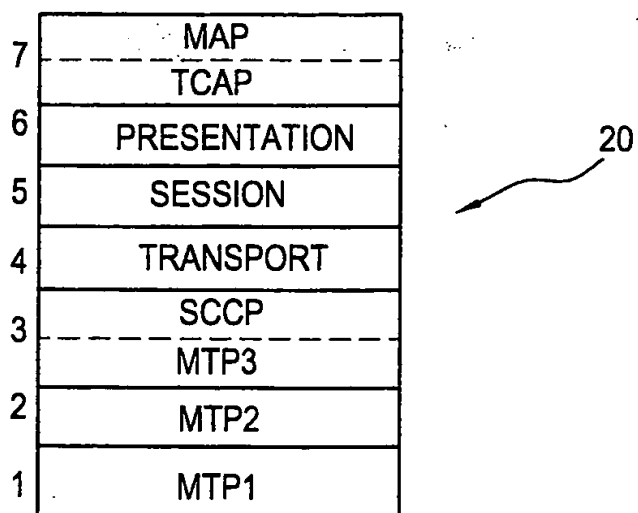 7
MAP
TCAP
6
PRESENTATION
20
5
SESSION
4
TRANSPORT
3
SCCP
MTP3
2
MTP2
1
MTP1